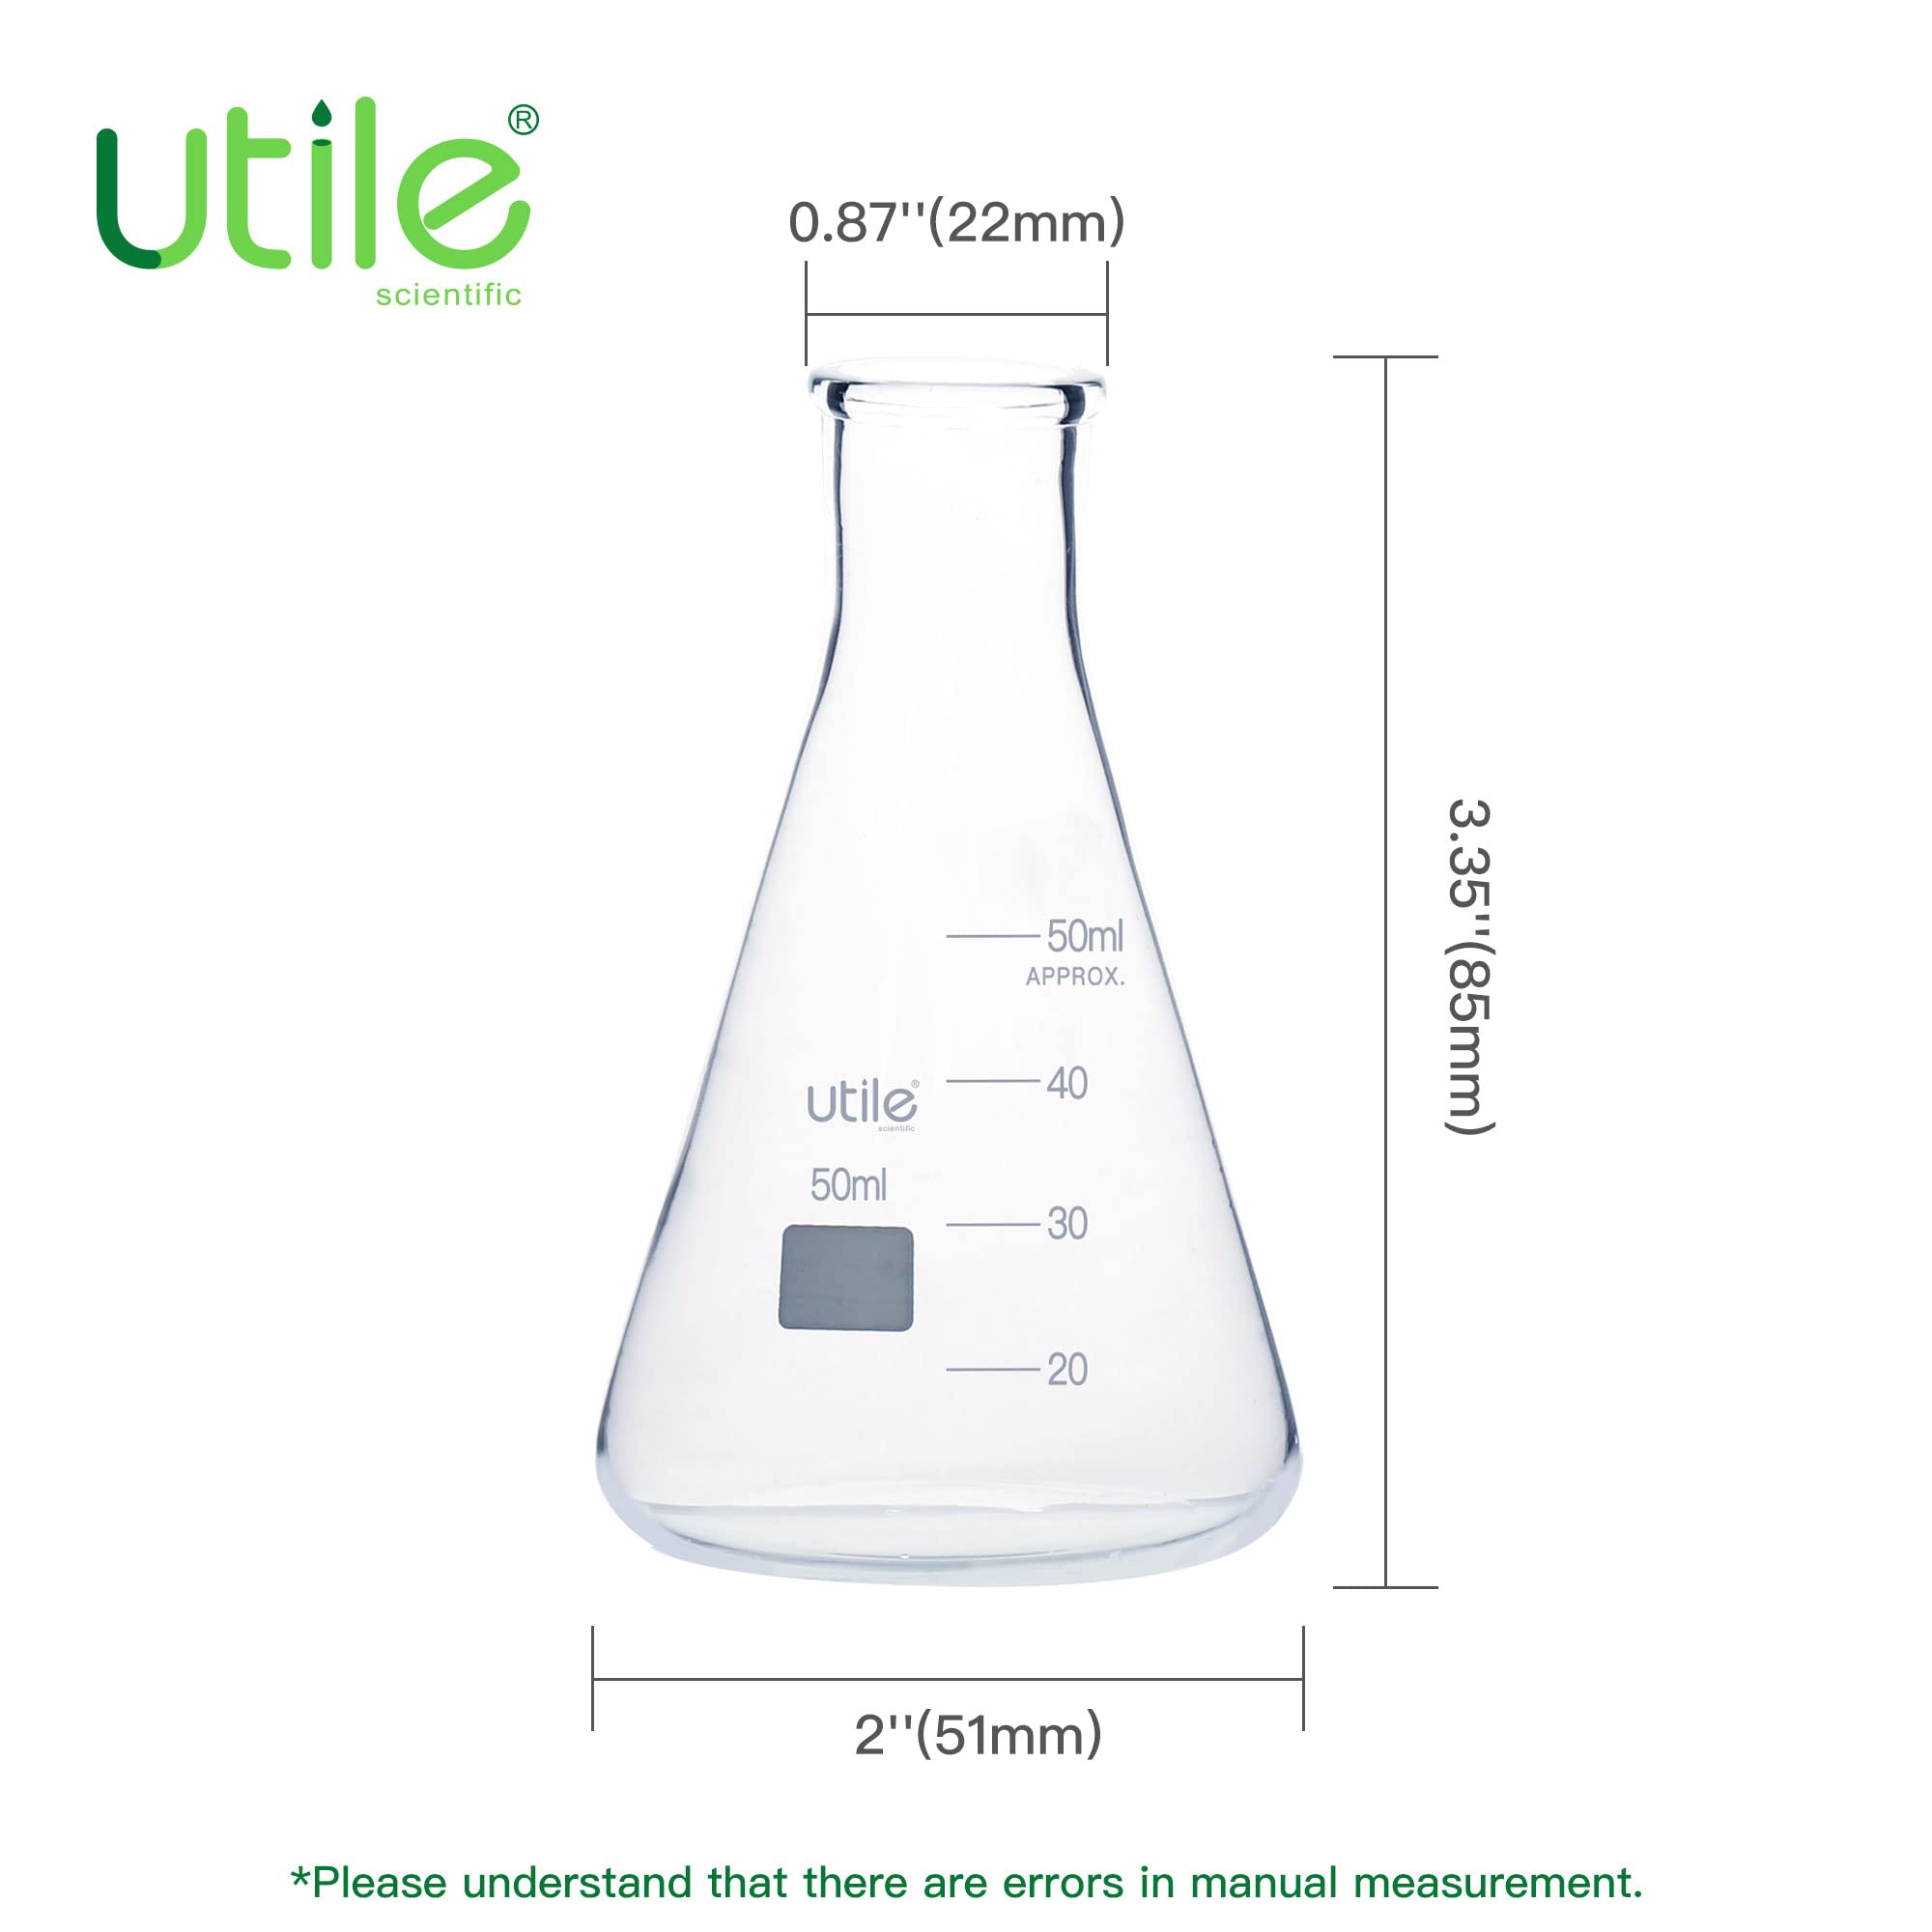 utile®
scientific
0.87''(22mm)
3.35''(85mm)
50ml
APPROX.
40
utile®
scientific
50ml
30
20
2''(51mm)
*Please understand that there are errors in manual measurement.